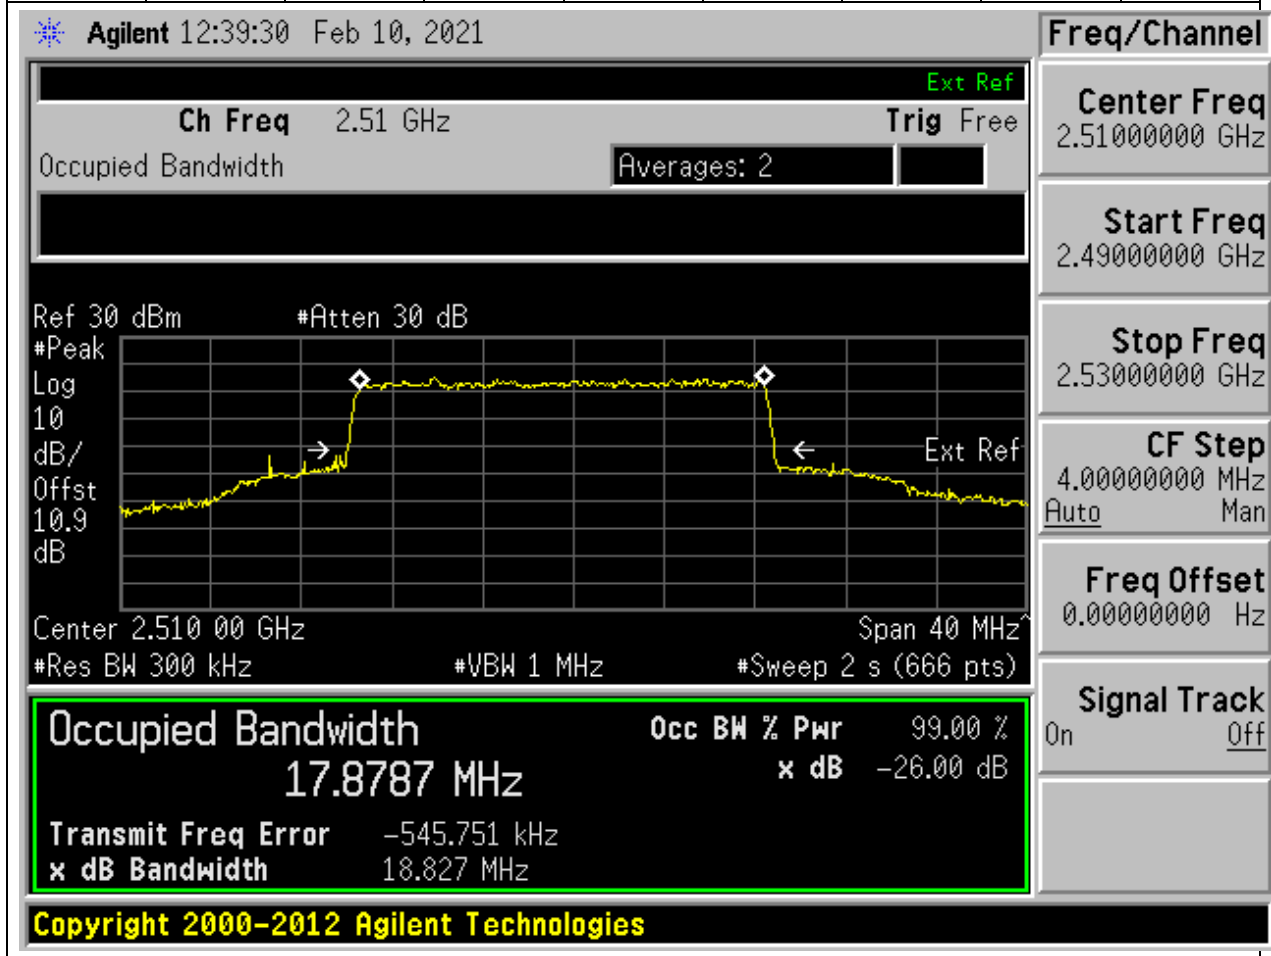 Agilent 12:39:30 Feb 10, 2021
Freq/Channel
Ext Ref
Ch Freq 2.51 GHz Trig Free
Occupied Bandwidth Averages: 2
Center Freq
2.51000000 GHz
Start Freq
2.49000000 GHz
Stop Freq
2.53000000 GHz
CF Step
4.00000000 MHz
Auto Man
Freq Offset
0.00000000 Hz
Signal Track
On Off
Ref 30 dBm #Atten 30 dB
#Peak
Log
10
dB/
Offst
10.9
dB
Ext Ref
Center 2.510 00 GHz Span 40 MHz^
#Res BW 300 kHz #VBW 1 MHz #Sweep 2 s (666 pts)
Occupied Bandwidth Occ BW % Pwr 99.00 %
17.8787 MHz x dB -26.00 dB
Transmit Freq Error -545.751 kHz
x dB Bandwidth 18.827 MHz
Copyright 2000-2012 Agilent Technologies